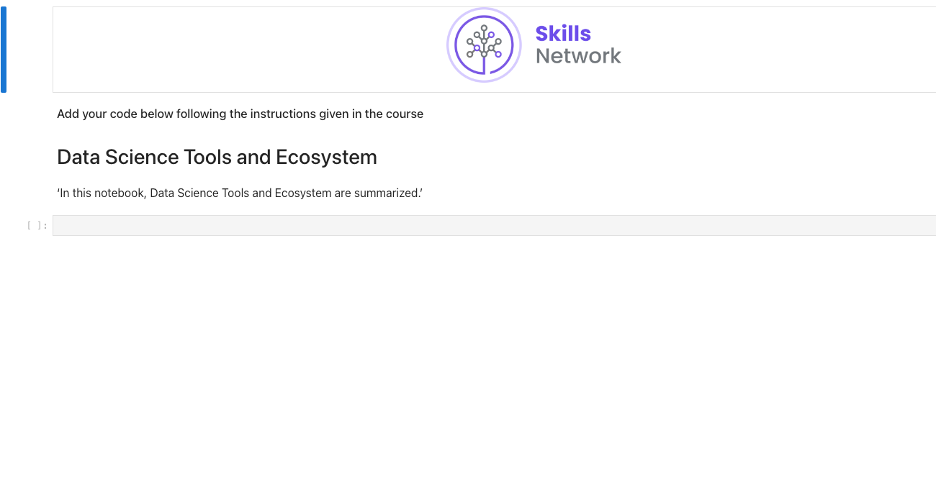 Skills
Network
Add your code below following the instructions given in the course
Data Science Tools and Ecosystem
‘In this notebook, Data Science Tools and Ecosystem are summarized.’
[ ]: